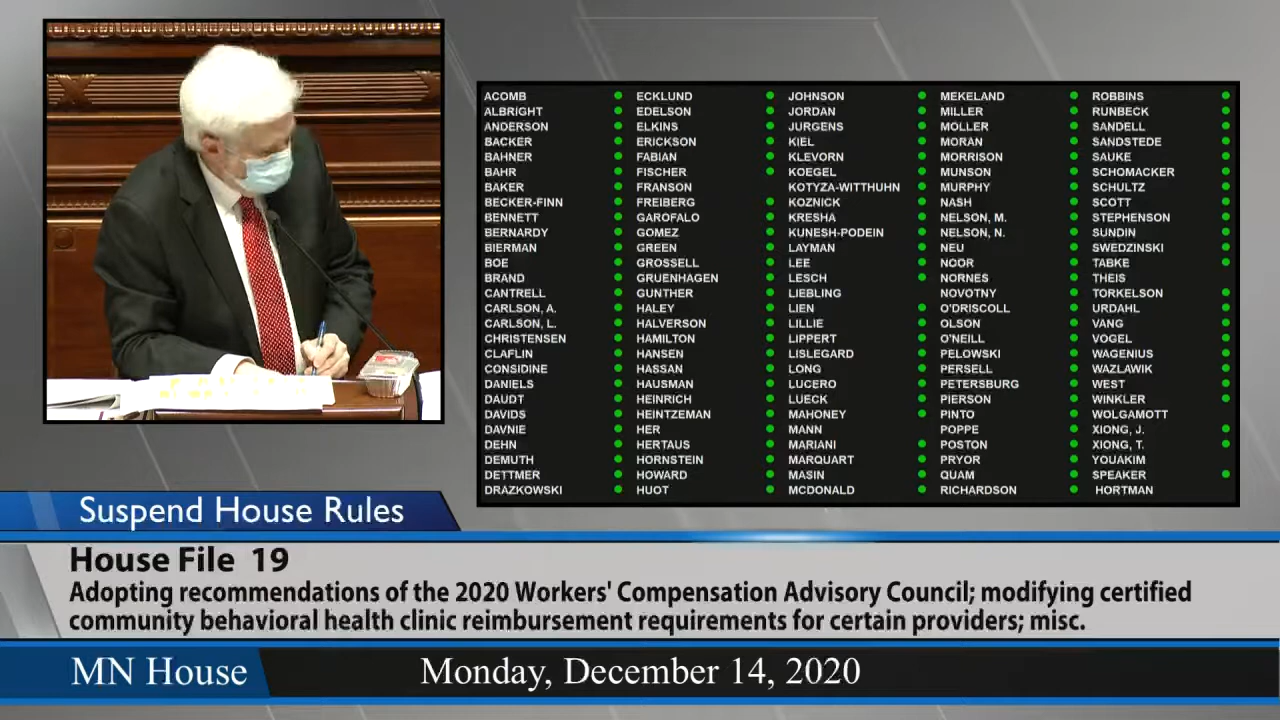 ACOMB ECKLUND JOHNSON MEKELAND ROBBINS
ALBRIGHT EDELSON JORDAN MILLER RUNBECK
ANDERSON ELKINS JURGENS MOLLER SANDELL
BACKER ERICKSON KIEL MORAN SANDSTEDE
BAHNER FABIAN KLEVORN MORRISON SAUKE
BAHR FISCHER KOEGEL MUNSON SCHOMACKER
BAKER FRANSON KOTYZA-WITTHUHN MURPHY SCHULTZ
BECKER-FINN FREIBERG KOZNICK NASH SCOTT
BENNETT GAROFALO KRESHA NELSON, M. STEPHENSON
BERNARDY GOMEZ KUNESH-PODEIN NELSON, N. SUNDIN
BIERMAN GREEN LAYMAN NEU SWEDZINSKI
BOE GROSSELL LEE NOOR TABKE
BRAND GRUENHAGEN LESCH NORNES THEIS
CANTRELL GUNTHER LIEBLING NOVOTNY TORKELSON
CARLSON, A. HALEY LIEN O'DRISCOLL URDAHL
CARLSON, L. HALVERSON LILLIE OLSON VANG
CHRISTENSEN HAMILTON LIPPERT O'NEILL VOGEL
CLAFLIN HANSEN LISLEGARD PELOWSKI WAGENIUS
CONSIDINE HASSAN LONG PERSELL WAZLAWIK
DANIELS HAUSMAN LUCERO PETERSBURG WEST
DAUDT HEINRICH LUECK PIERSON WINKLER
DAVIDS HEINTZEMAN MAHONEY PINTO WOLGAMOTT
DAVNIE HER MANN POPPE XIONG, J.
DEHN HERTAUS MARIANI POSTON XIONG, T.
DEMUTH HORNSTEIN MARQUART PRYOR YOUAKIM
DETTMER HOWARD MASIN QUAM SPEAKER
DRAZKOWSKI HUOT MCDONALD RICHARDSON HORTMAN
Suspend House Rules
House File 19
Adopting recommendations of the 2020 Workers' Compensation Advisory Council; modifying certified
community behavioral health clinic reimbursement requirements for certain providers; misc.
MN House Monday, December 14, 2020